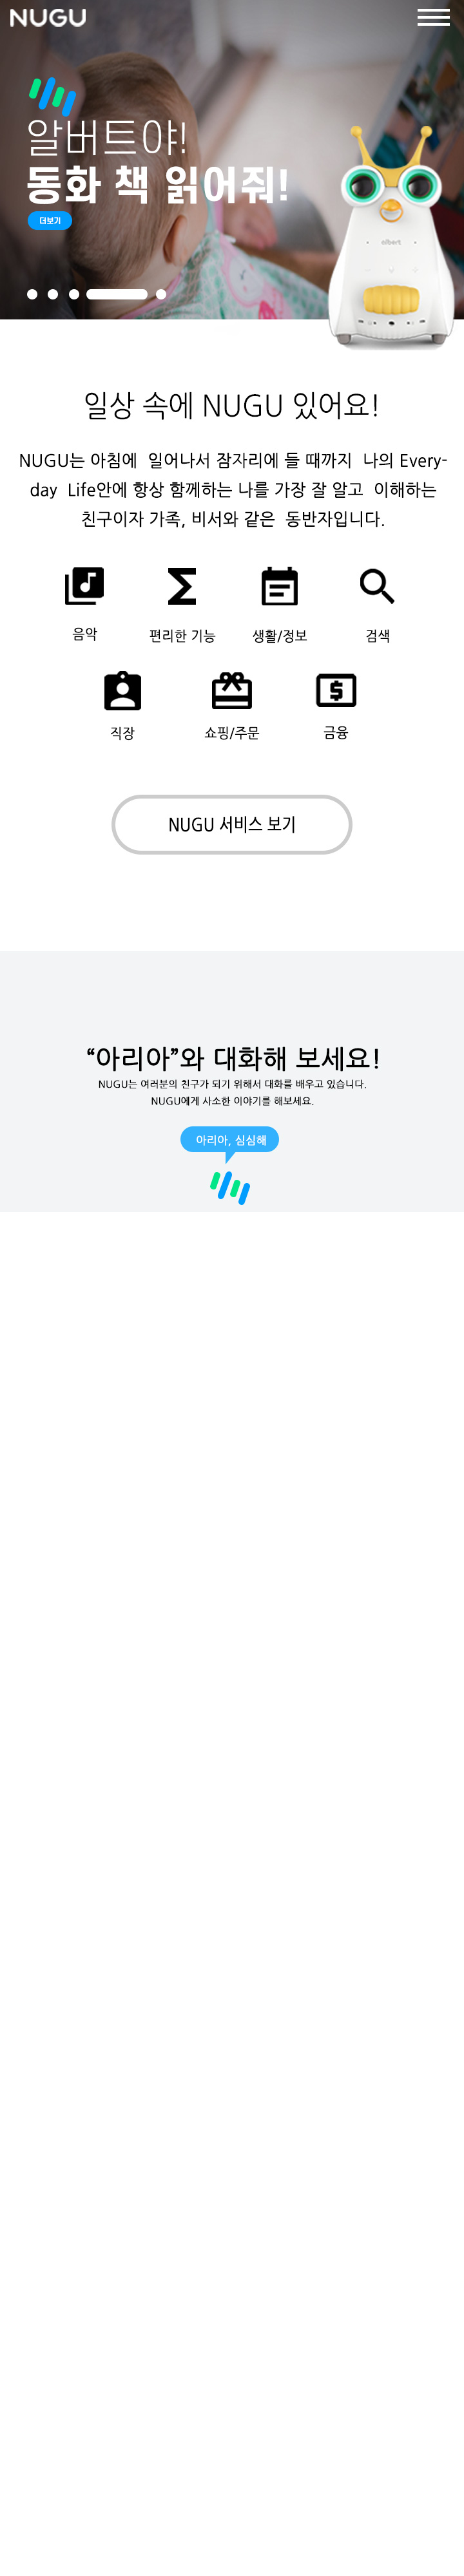 NUGU
알버트야!
동화 책 읽어줘!
더보기
albert
일상 속에 NUGU 있어요!
NUGU는 아침에 일어나서 잠자리에 들 때까지 나의 Every-
day Life안에 항상 함께하는 나를 가장 잘 알고 이해하는
친구이자 가족, 비서와 같은 동반자입니다.
음악
편리한 기능
생활/정보
검색
직장
쇼핑/주문
금융
NUGU 서비스 보기
“아리아”와 대화해 보세요!
NUGU는 여러분의 친구가 되기 위해서 대화를 배우고 있습니다.
NUGU에게 사소한 이야기를 해보세요.
아리아, 심심해